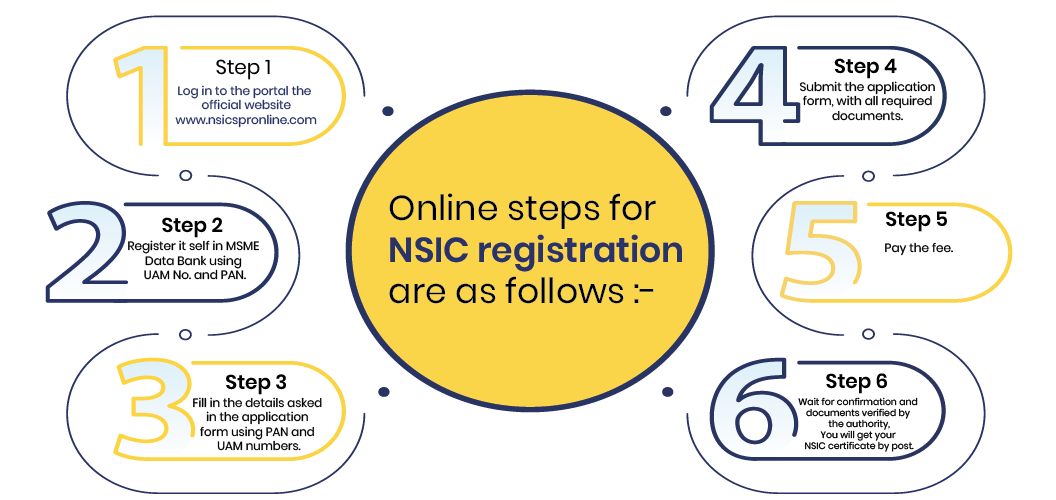 Online steps for
NSIC registration
are as follows :-
1
Step 1
Log in to the portal the
official website
www.nsicspronline.com
2
Step 2
Register it self in MSME
Data Bank using
UAM No. and PAN.
3
Step 3
Fill in the details asked
in the application
form using PAN and
UAM numbers.
4
Step 4
Submit the application
form, with all required
documents.
5
Step 5
Pay the fee.
6
Step 6
Wait for confirmation and
documents verified by
the authority,
You will get your
NSIC certificate by post.